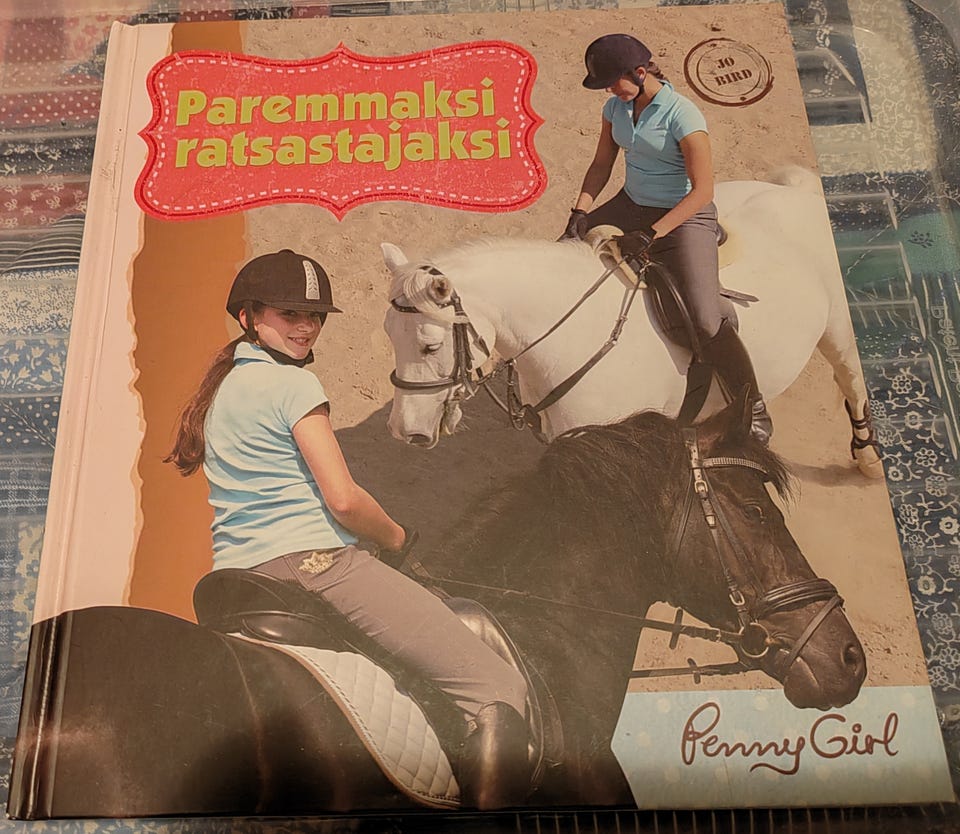 Paremmaksi
ratsastajaksi
JO
BIRD
Penny Girl